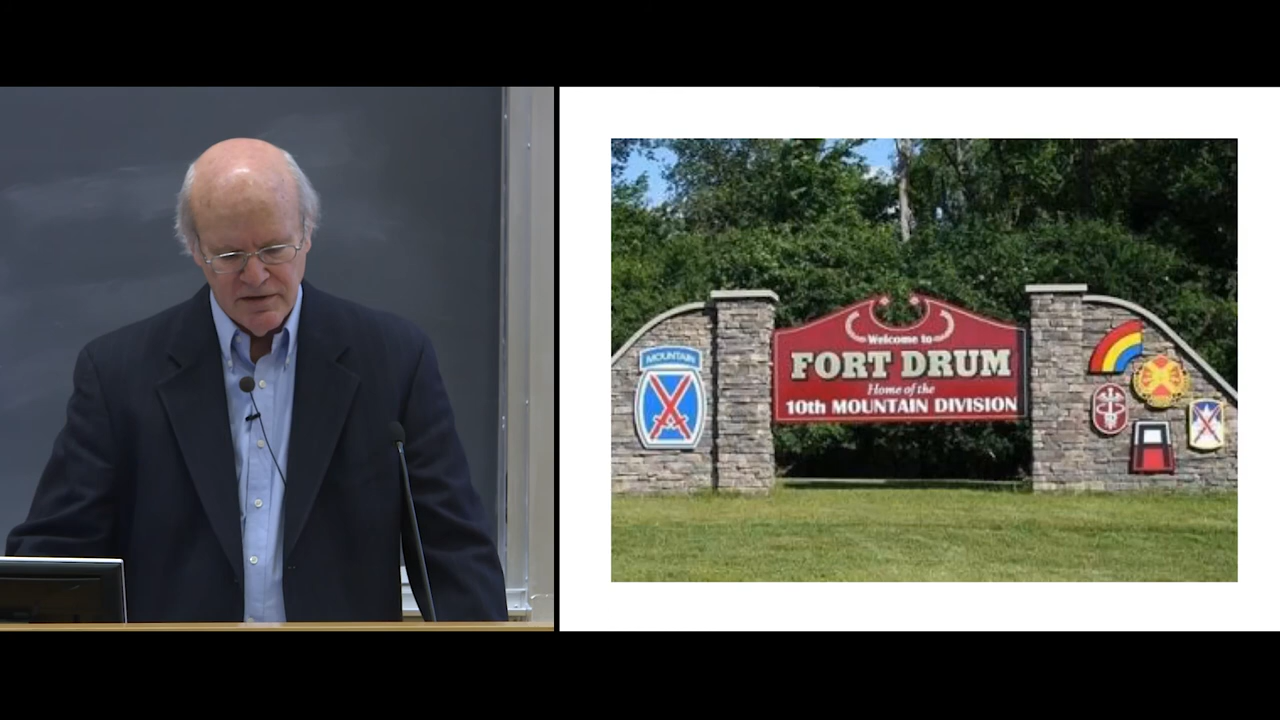 MOUNTAIN
Welcome to
FORT DRUM
Home of the
10th MOUNTAIN DIVISION